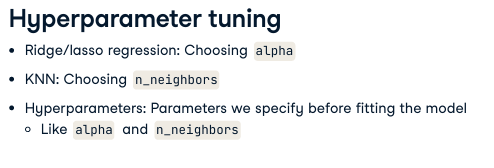 Hyperparameter tuning
• Ridge/lasso regression: Choosing alpha
• KNN: Choosing n_neighbors
• Hyperparameters: Parameters we specify before fitting the model
○ Like alpha and n_neighbors